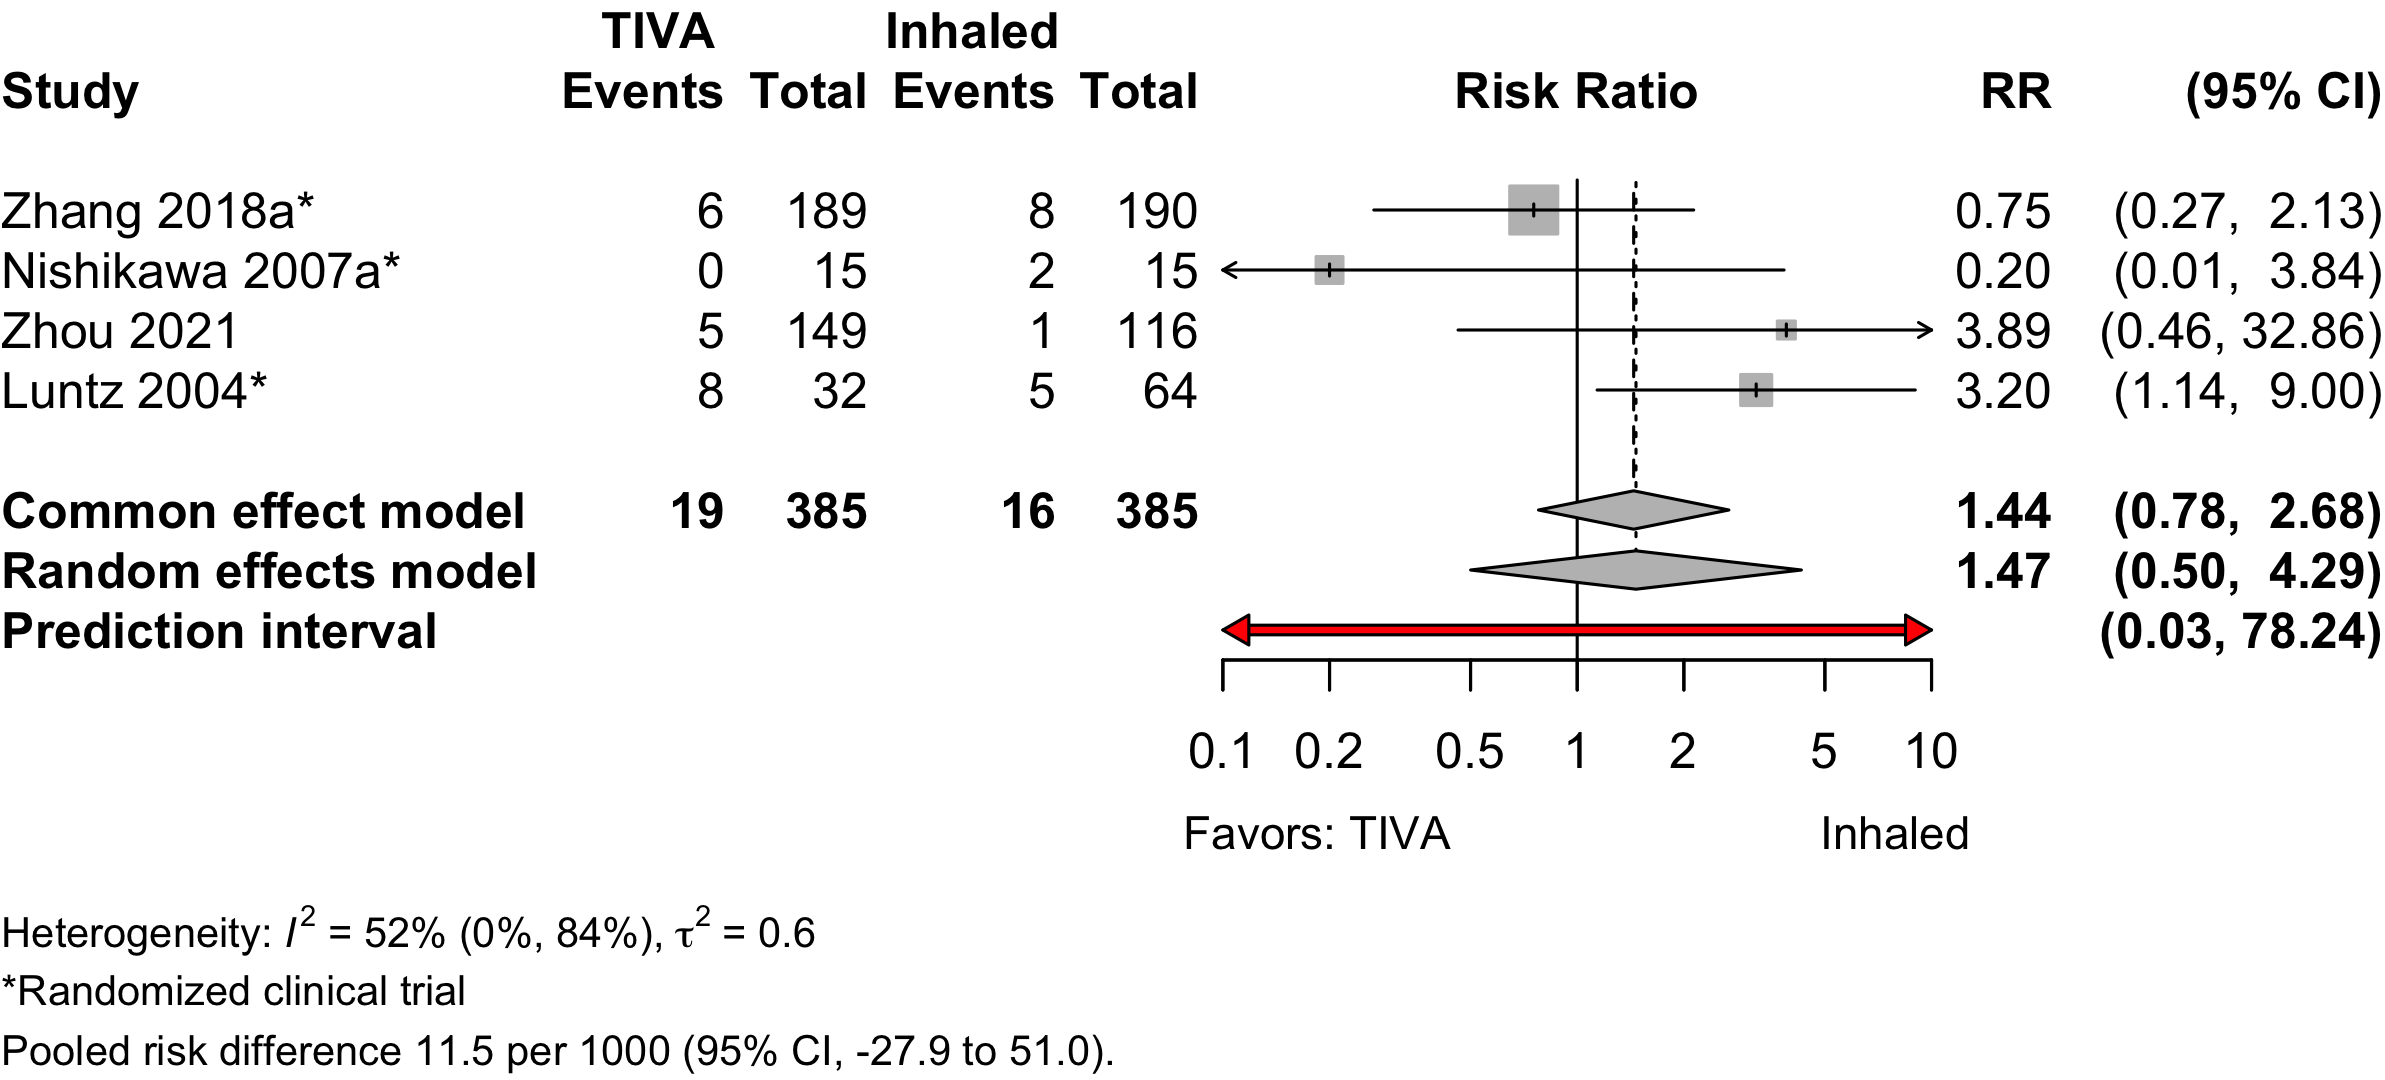 TIVA Inhaled
Study Events Total Events Total Risk Ratio RR (95% CI)
Zhang 2018a* 6 189 8 190 0.75 (0.27, 2.13)
Nishikawa 2007a* 0 15 2 15 0.20 (0.01, 3.84)
Zhou 2021 5 149 1 116 3.89 (0.46, 32.86)
Luntz 2004* 8 32 5 64 3.20 (1.14, 9.00)
Common effect model 19 385 16 385 1.44 (0.78, 2.68)
Random effects model 1.47 (0.50, 4.29)
Prediction interval (0.03, 78.24)
0.1 0.2 0.5 1 2 5 10
Favors: TIVA Inhaled
Heterogeneity: I² = 52% (0%, 84%), τ² = 0.6
*Randomized clinical trial
Pooled risk difference 11.5 per 1000 (95% CI, -27.9 to 51.0).